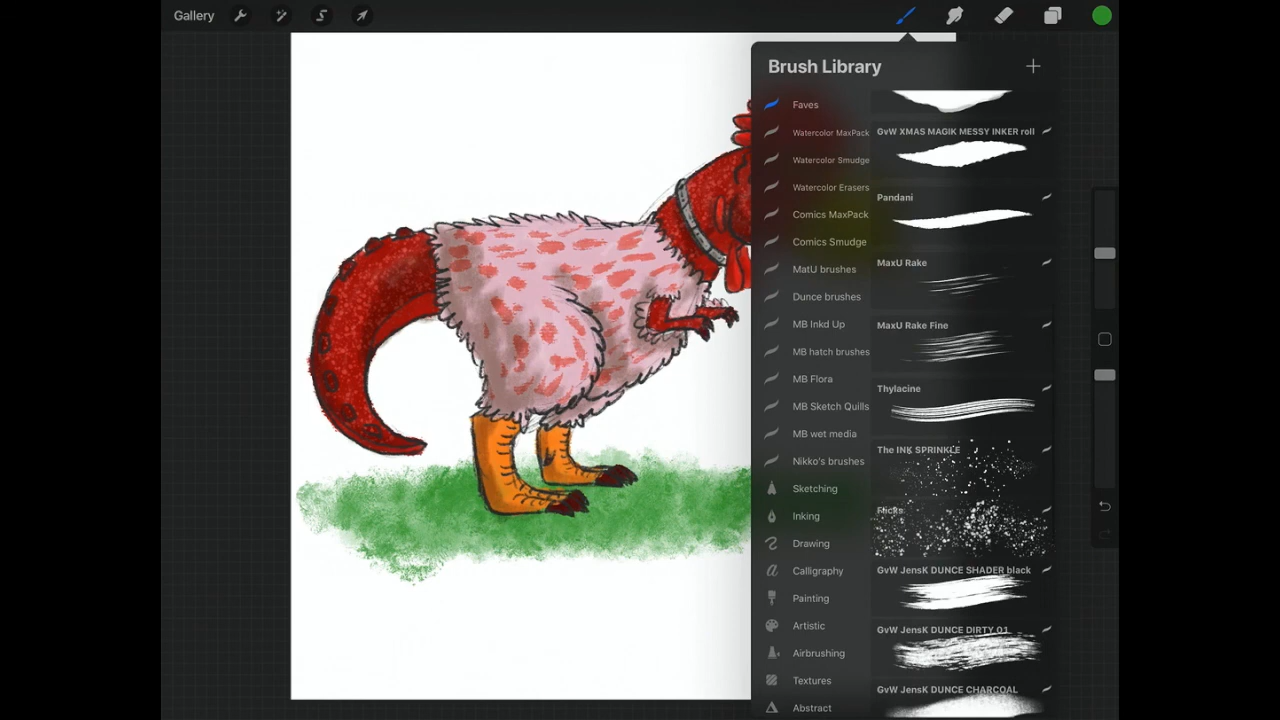 Gallery
Brush Library
Faves
Watercolor MaxPack
Watercolor Smudge
Watercolor Erasers
Comics MaxPack
Comics Smudge
MatU brushes
Dunce brushes
MB Inkd Up
MB hatch brushes
MB Flora
MB Sketch Quills
MB wet media
Nikko's brushes
Sketching
Inking
Drawing
Calligraphy
Painting
Artistic
Airbrushing
Textures
Abstract
GvW XMAS MAGIK MESSY INKER roll
Pandani
MaxU Rake
MaxU Rake Fine
Thylacine
The INK SPRINKLE
Flicks
GvW JensK DUNCE SHADER black
GvW JensK DUNCE DIRTY 01
GvW JensK DUNCE CHARCOAL